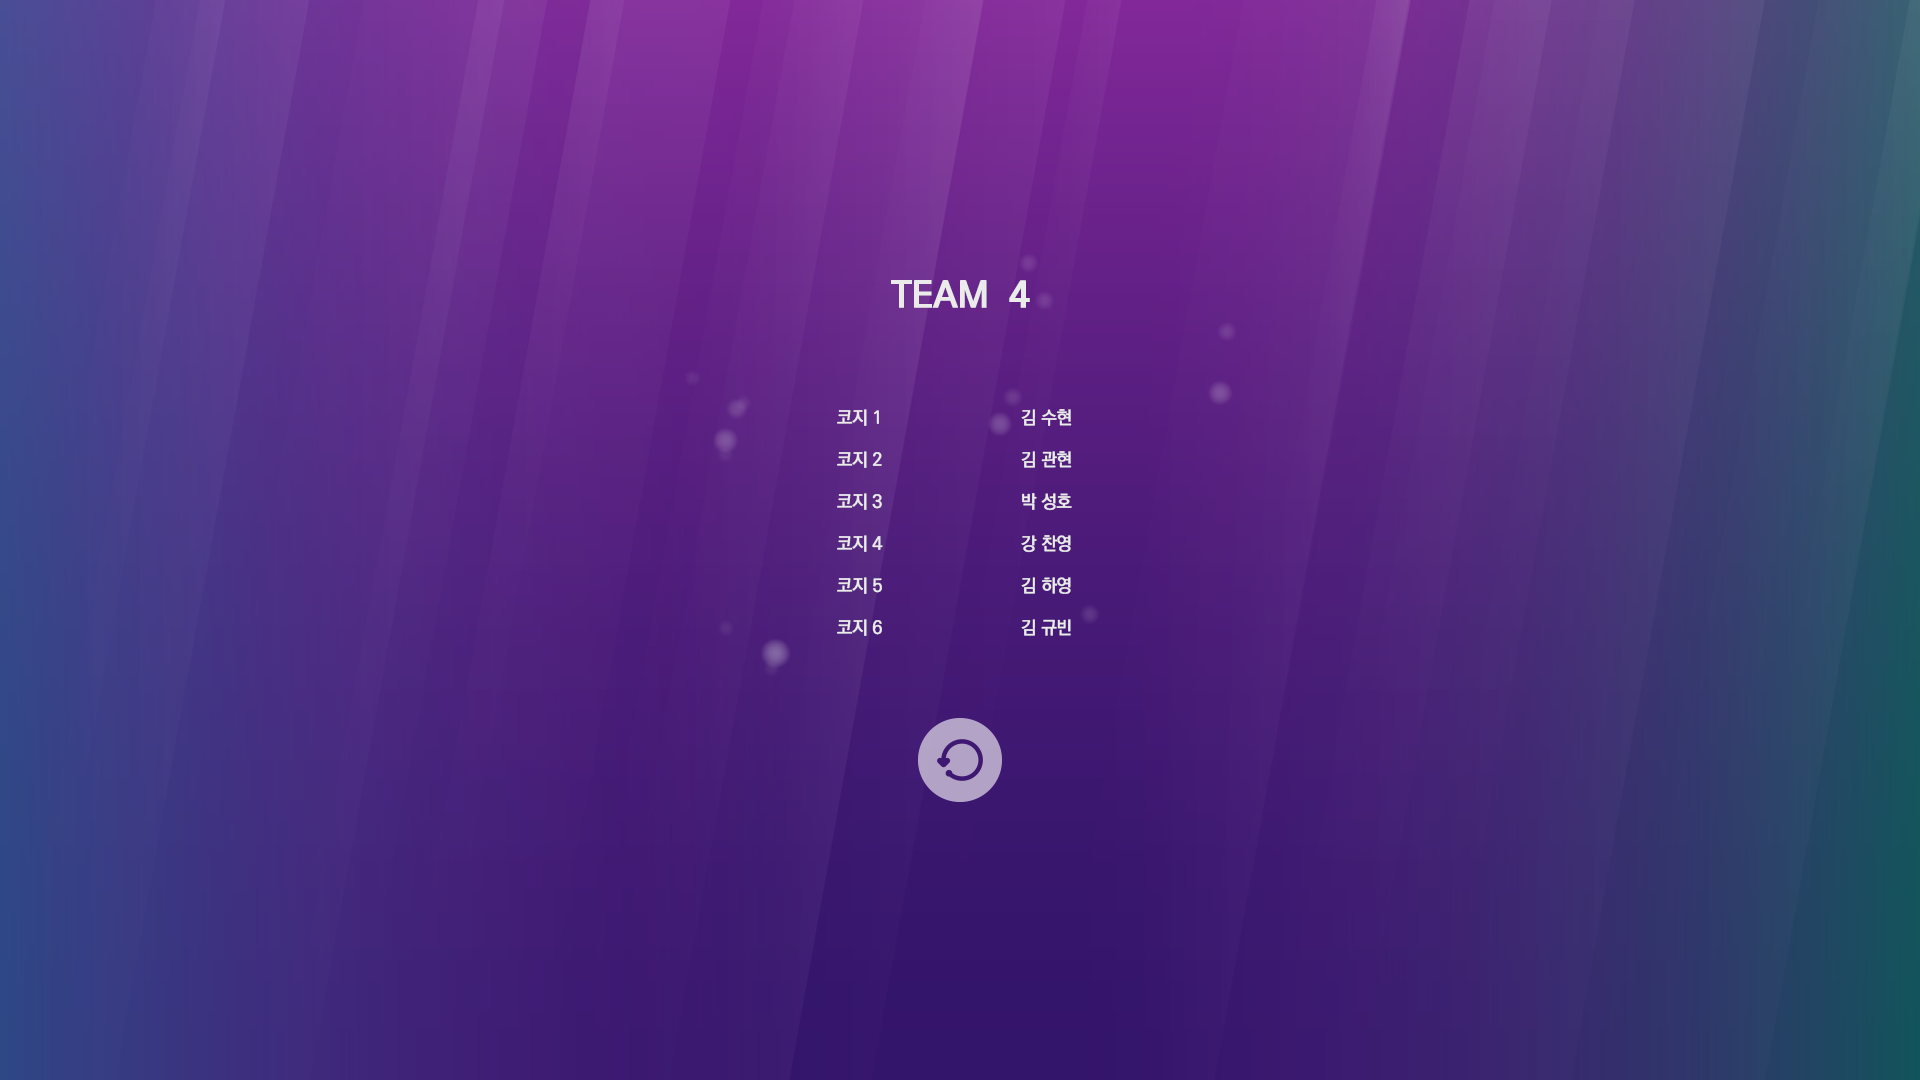 TEAM 4
코지 1 김 수현
코지 2 김 관현
코지 3 박 성호
코지 4 강 찬영
코지 5 김 하영
코지 6 김 규빈